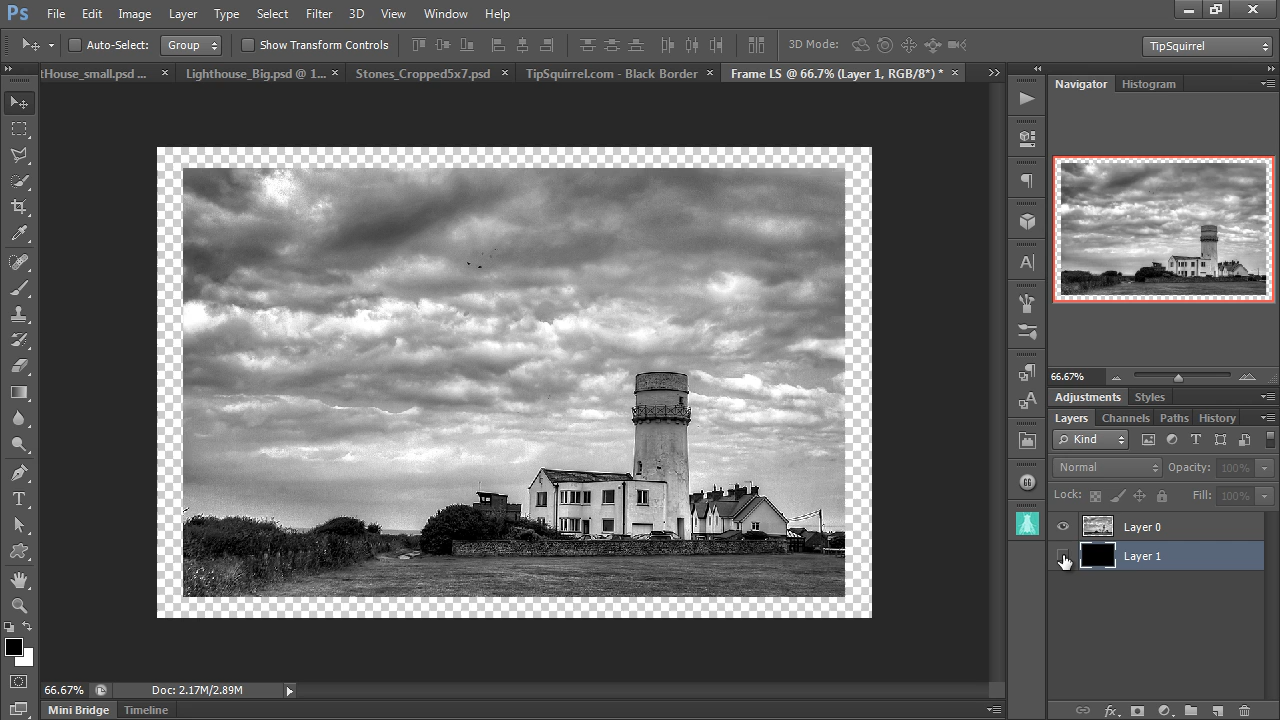 Ps File Edit Image Layer Type Select Filter 3D View Window Help
Auto-Select: Group Show Transform Controls 3D Mode: TipSquirrel
tHouse_small.psd ... × Lighthouse_Big.psd @ 1... × Stones_Cropped5x7.psd × TipSquirrel.com - Black Border × Frame LS @ 66.7% (Layer 1, RGB/8*) * ×
Navigator Histogram
66.67%
Adjustments Styles
Layers Channels Paths History
Kind
Normal Opacity: 100%
Lock: Fill: 100%
Layer 0
Layer 1
66.67% Doc: 2.17M/2.89M
Mini Bridge Timeline